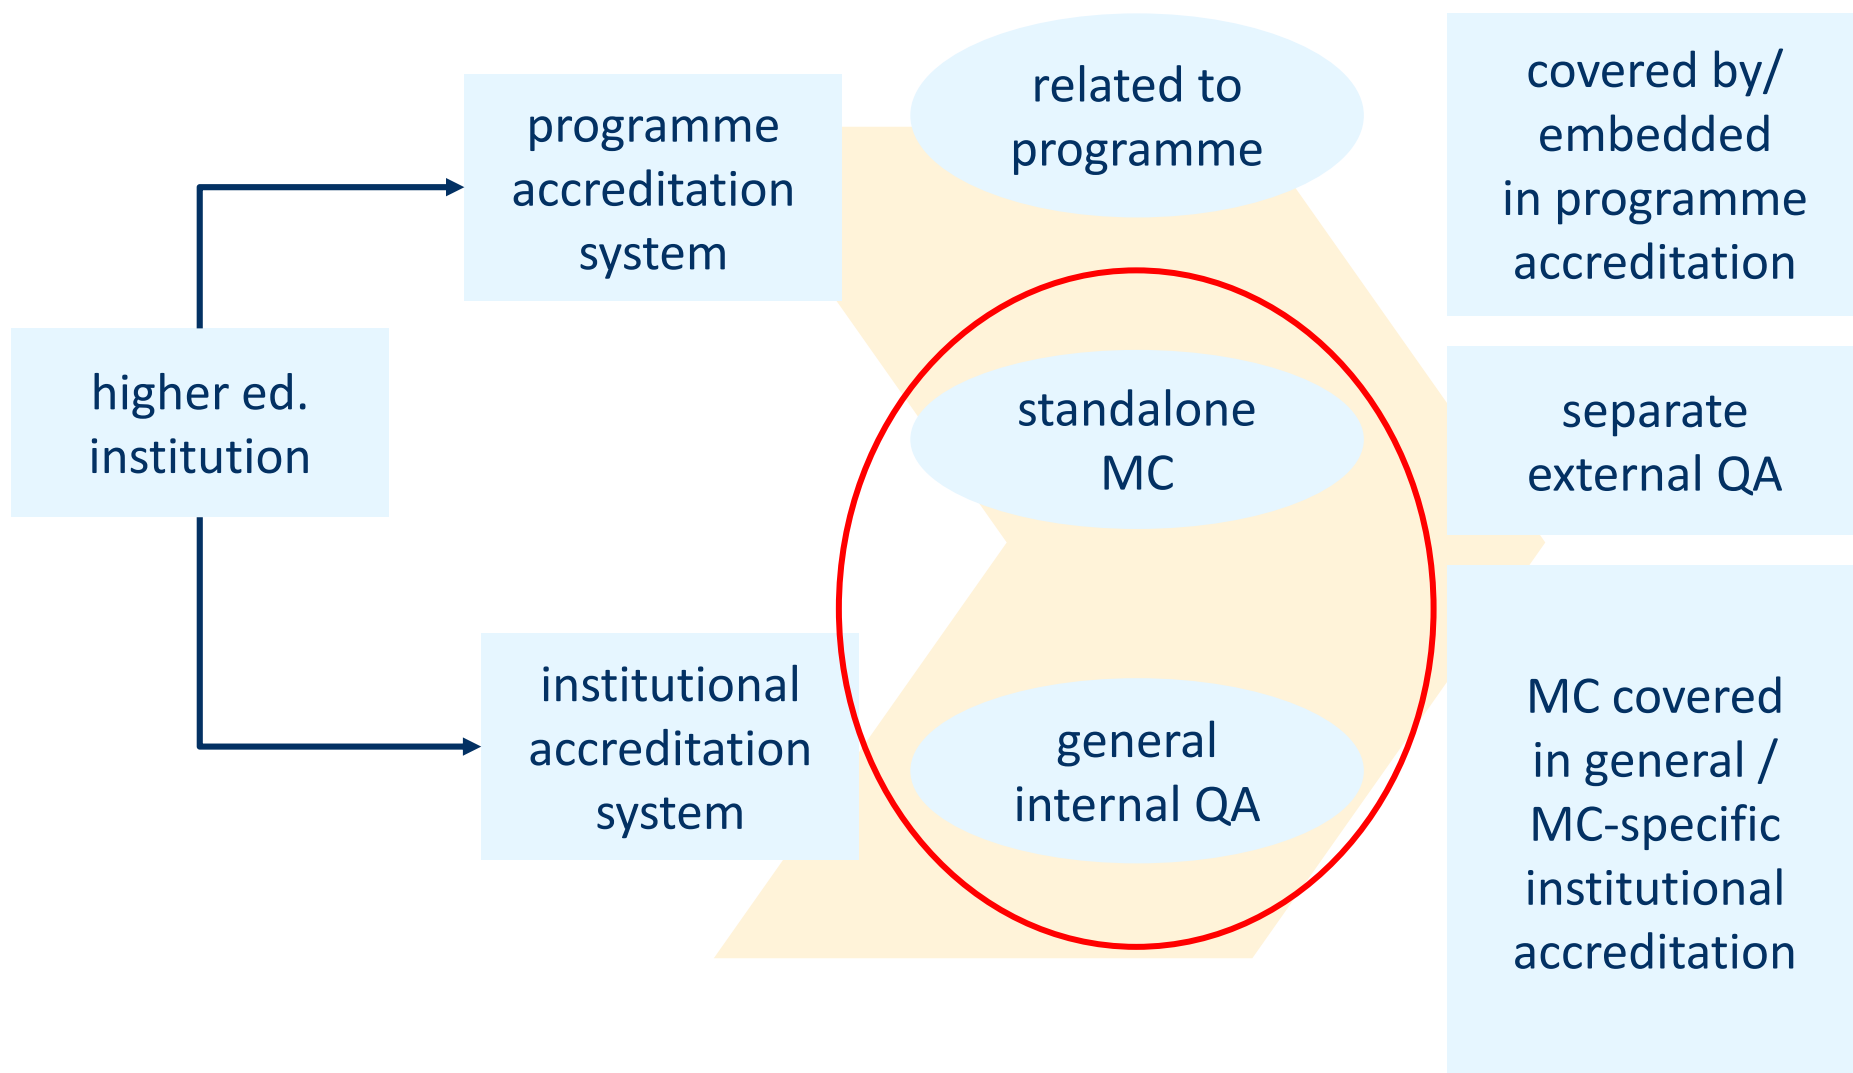 higher ed.
institution
programme
accreditation
system
institutional
accreditation
system
related to
programme
standalone
MC
general
internal QA
covered by/
embedded
in programme
accreditation
separate
external QA
MC covered
in general /
MC-specific
institutional
accreditation